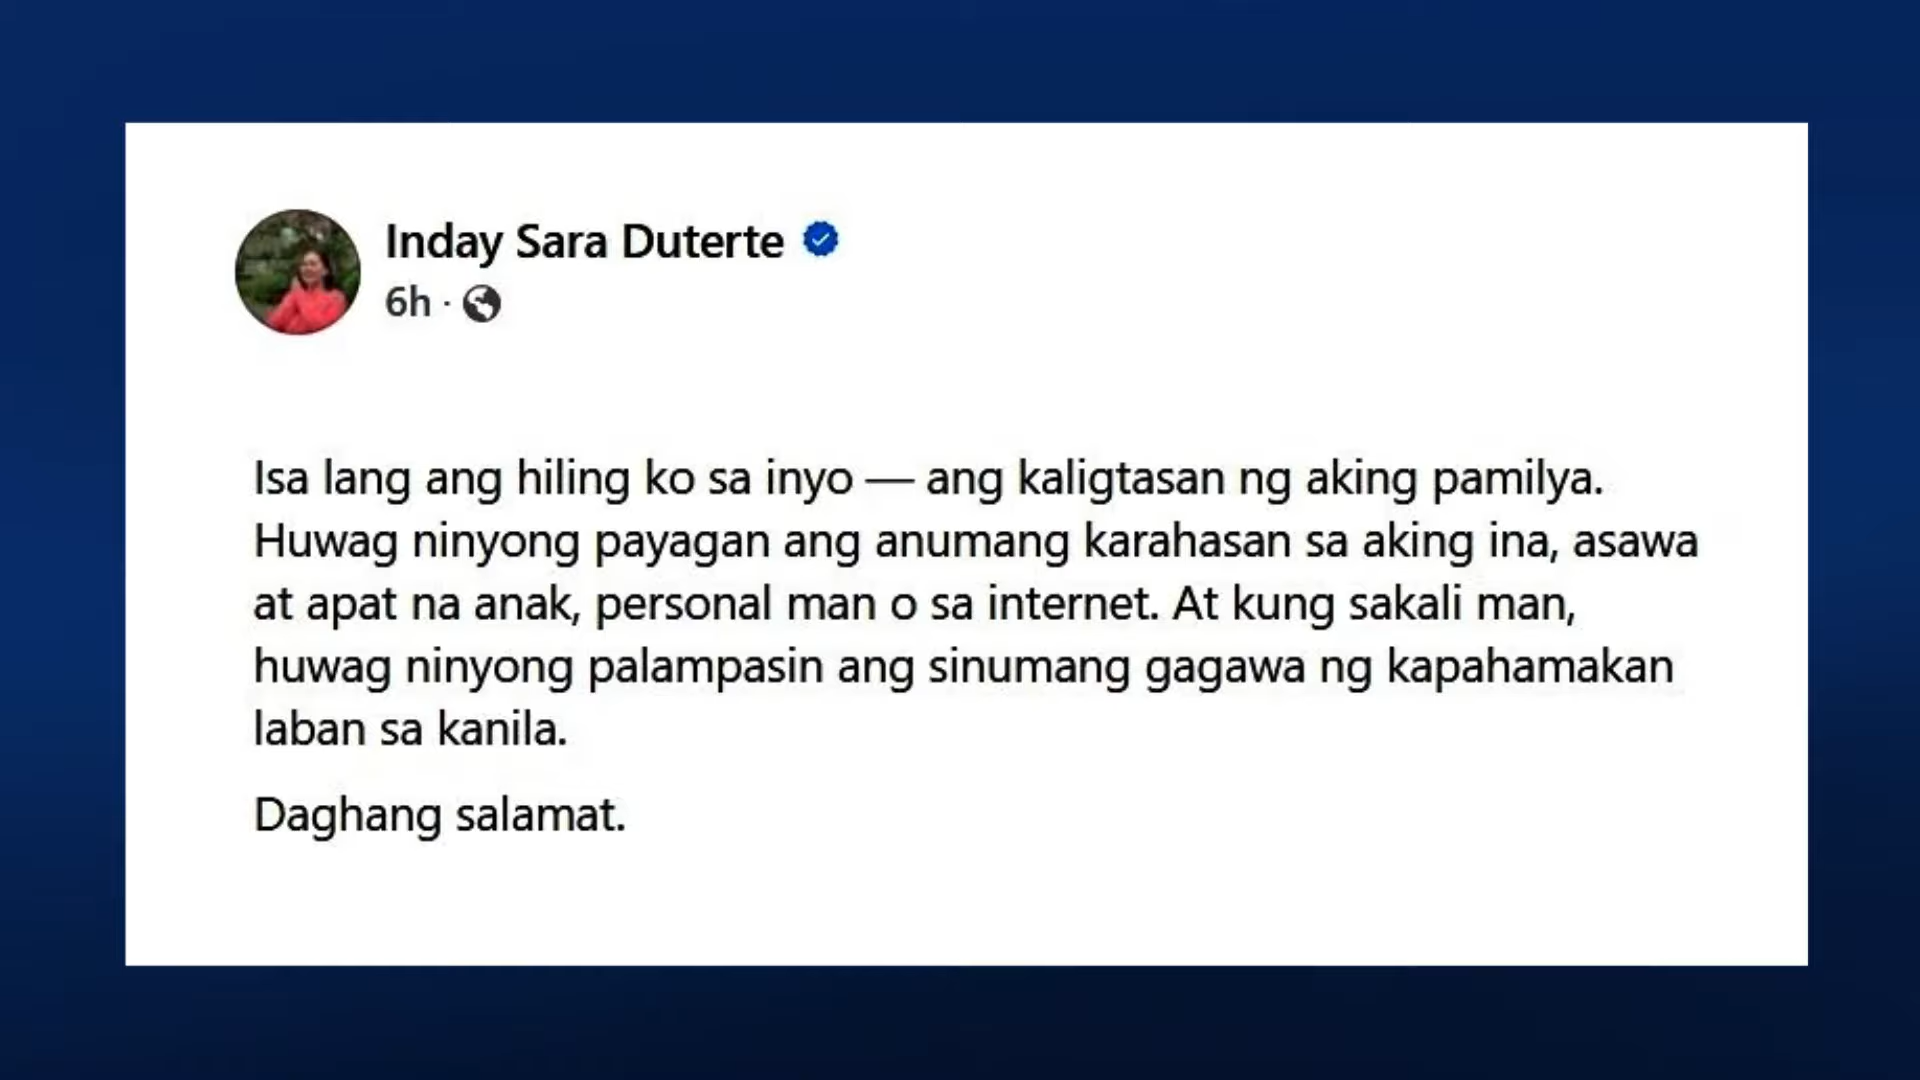 Inday Sara Duterte
6h ·
Isa lang ang hiling ko sa inyo — ang kaligtasan ng aking pamilya.
Huwag ninyong payagan ang anumang karahasan sa aking ina, asawa
at apat na anak, personal man o sa internet. At kung sakali man,
huwag ninyong palampasin ang sinumang gagawa ng kapahamakan
laban sa kanila.
Daghang salamat.